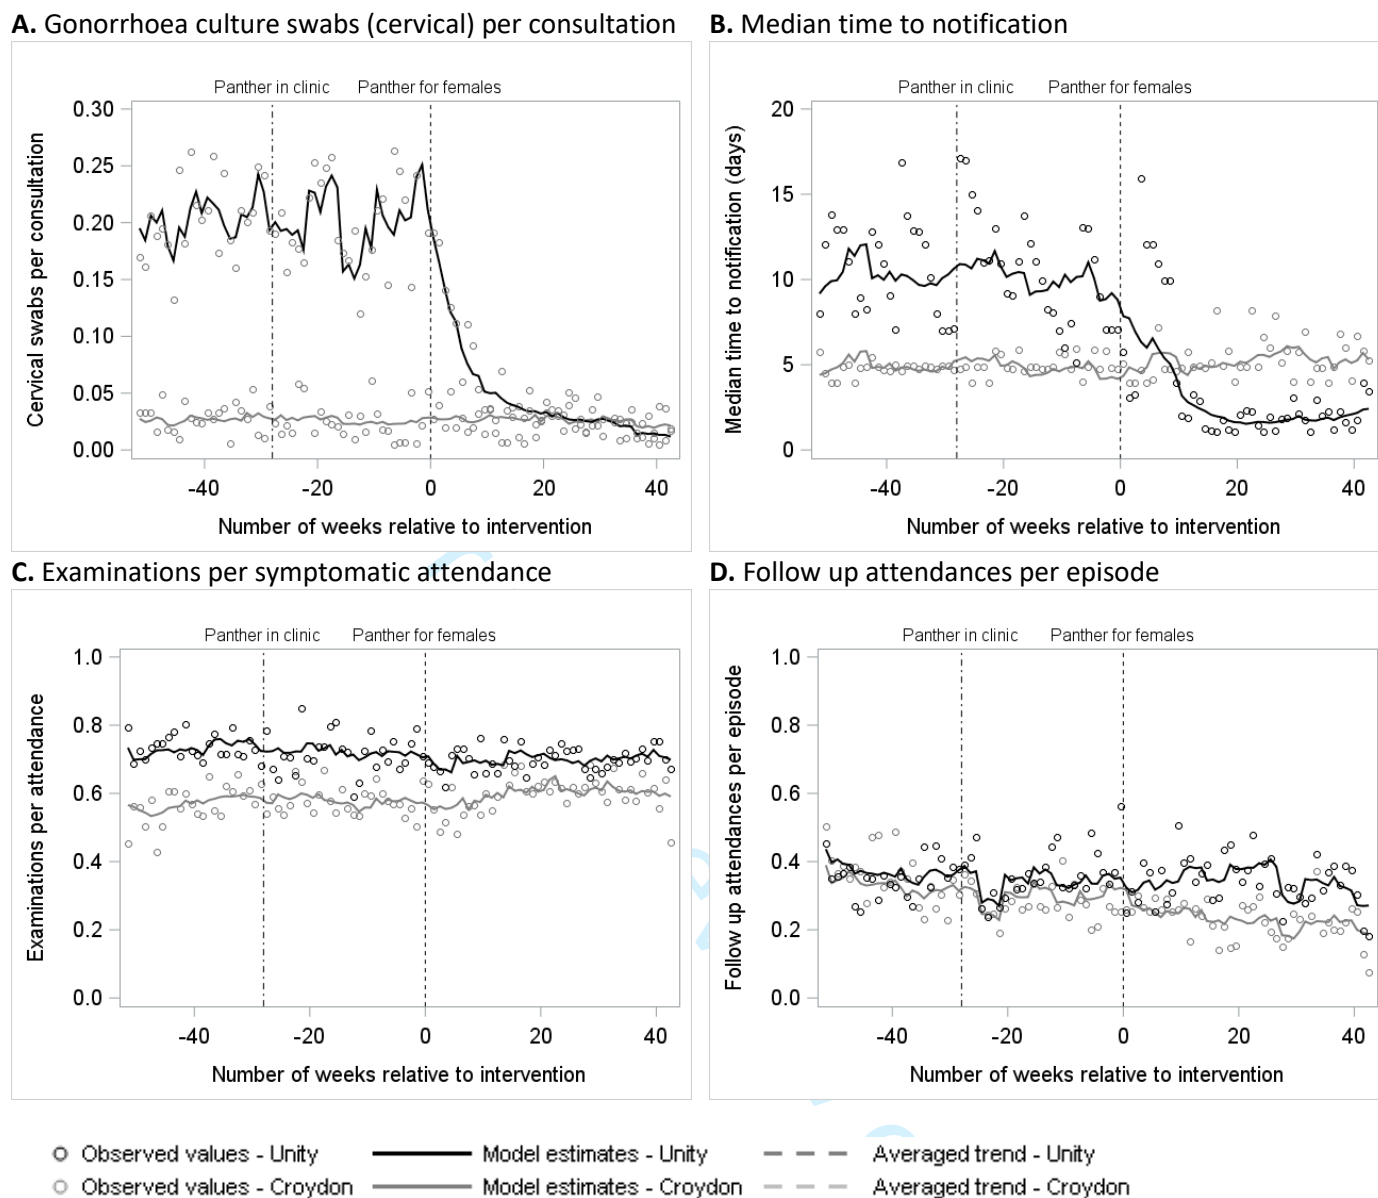 A. Gonorrhoea culture swabs (cervical) per consultation
Panther in clinic Panther for females
Cervical swabs per consultation
0.30
0.25
0.20
0.15
0.10
0.05
0.00
-40 -20 0 20 40
Number of weeks relative to intervention
B. Median time to notification
Panther in clinic Panther for females
Median time to notification (days)
20
15
10
5
0
-40 -20 0 20 40
Number of weeks relative to intervention
C. Examinations per symptomatic attendance
Panther in clinic Panther for females
Examinations per attendance
1.0
0.8
0.6
0.4
0.2
0.0
-40 -20 0 20 40
Number of weeks relative to intervention
D. Follow up attendances per episode
Panther in clinic Panther for females
Follow up attendances per episode
1.0
0.8
0.6
0.4
0.2
0.0
-40 -20 0 20 40
Number of weeks relative to intervention
Observed values - Unity Model estimates - Unity Averaged trend - Unity
Observed values - Croydon Model estimates - Croydon Averaged trend - Croydon